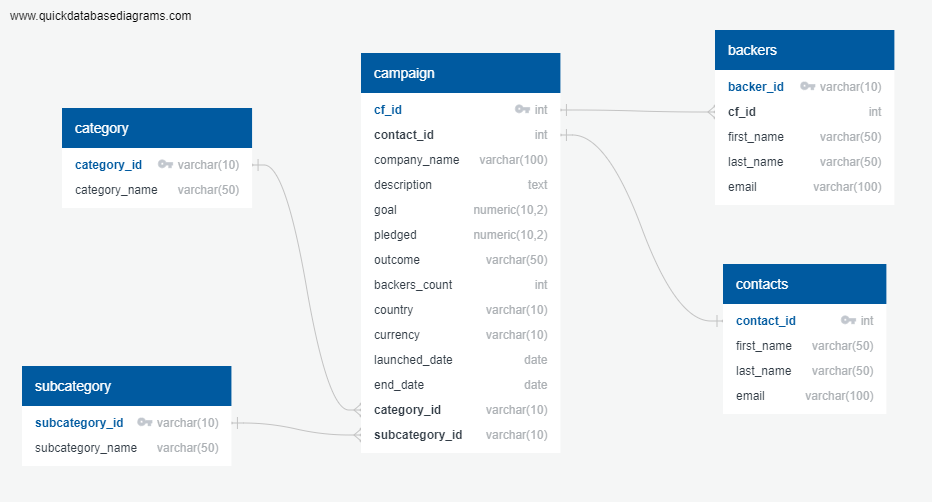 www.quickdatabasediagrams.com
category
category_id varchar(10)
category_name varchar(50)
subcategory
subcategory_id varchar(10)
subcategory_name varchar(50)
campaign
cf_id int
contact_id int
company_name varchar(100)
description text
goal numeric(10,2)
pledged numeric(10,2)
outcome varchar(50)
backers_count int
country varchar(10)
currency varchar(10)
launched_date date
end_date date
category_id varchar(10)
subcategory_id varchar(10)
backers
backer_id varchar(10)
cf_id int
first_name varchar(50)
last_name varchar(50)
email varchar(100)
contacts
contact_id int
first_name varchar(50)
last_name varchar(50)
email varchar(100)